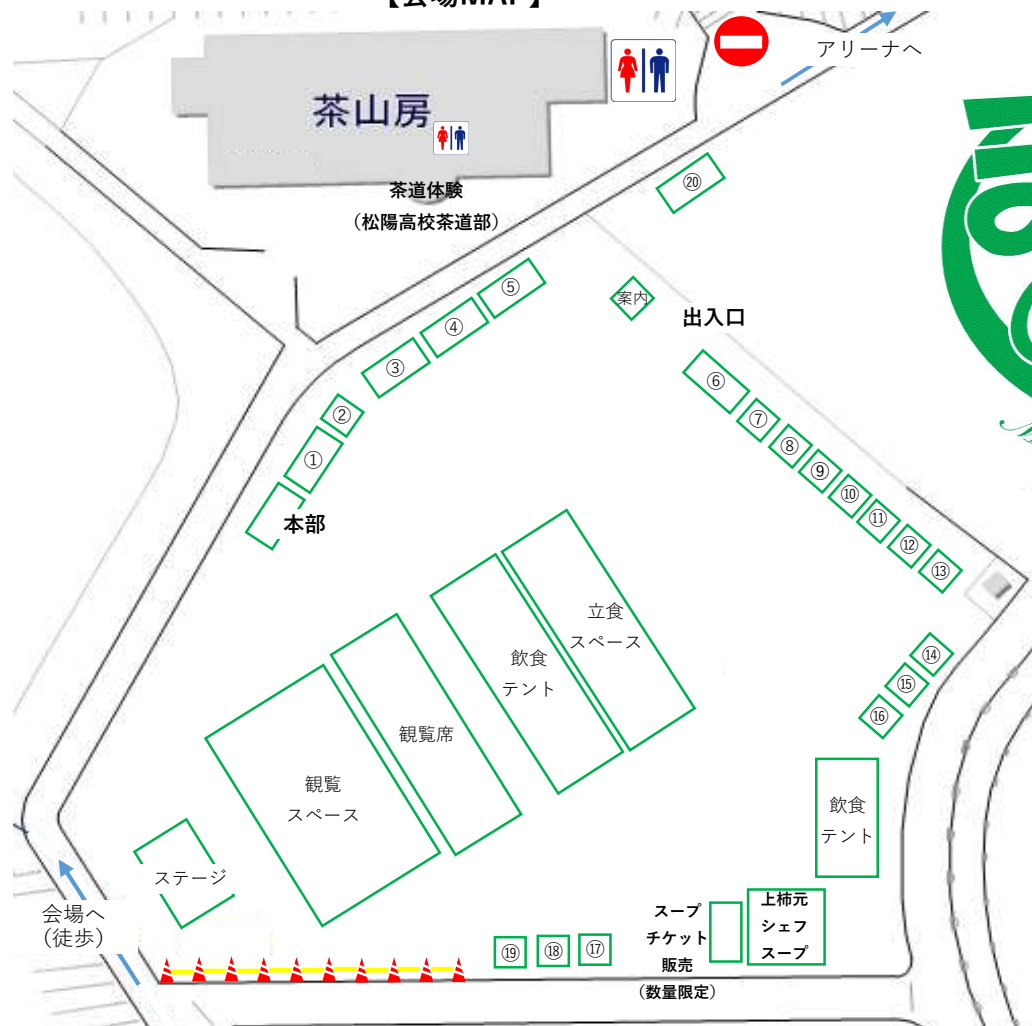 【会場MAP】
アリーナへ
茶山房
茶道体験
(松陽高校茶道部)
⑳
⑤
案内
④
出入口
③
⑥
②
⑦
①
⑧
⑨
⑩
本部
⑪
⑫
⑬
立食
スペース
飲食
テント
⑭
⑮
⑯
観覧席
観覧
スペース
飲食
テント
ステージ
会場へ
(徒歩)
スープ
チケット
販売
(数量限定)
上柿元
シェフ
スープ
⑲
⑱
⑰